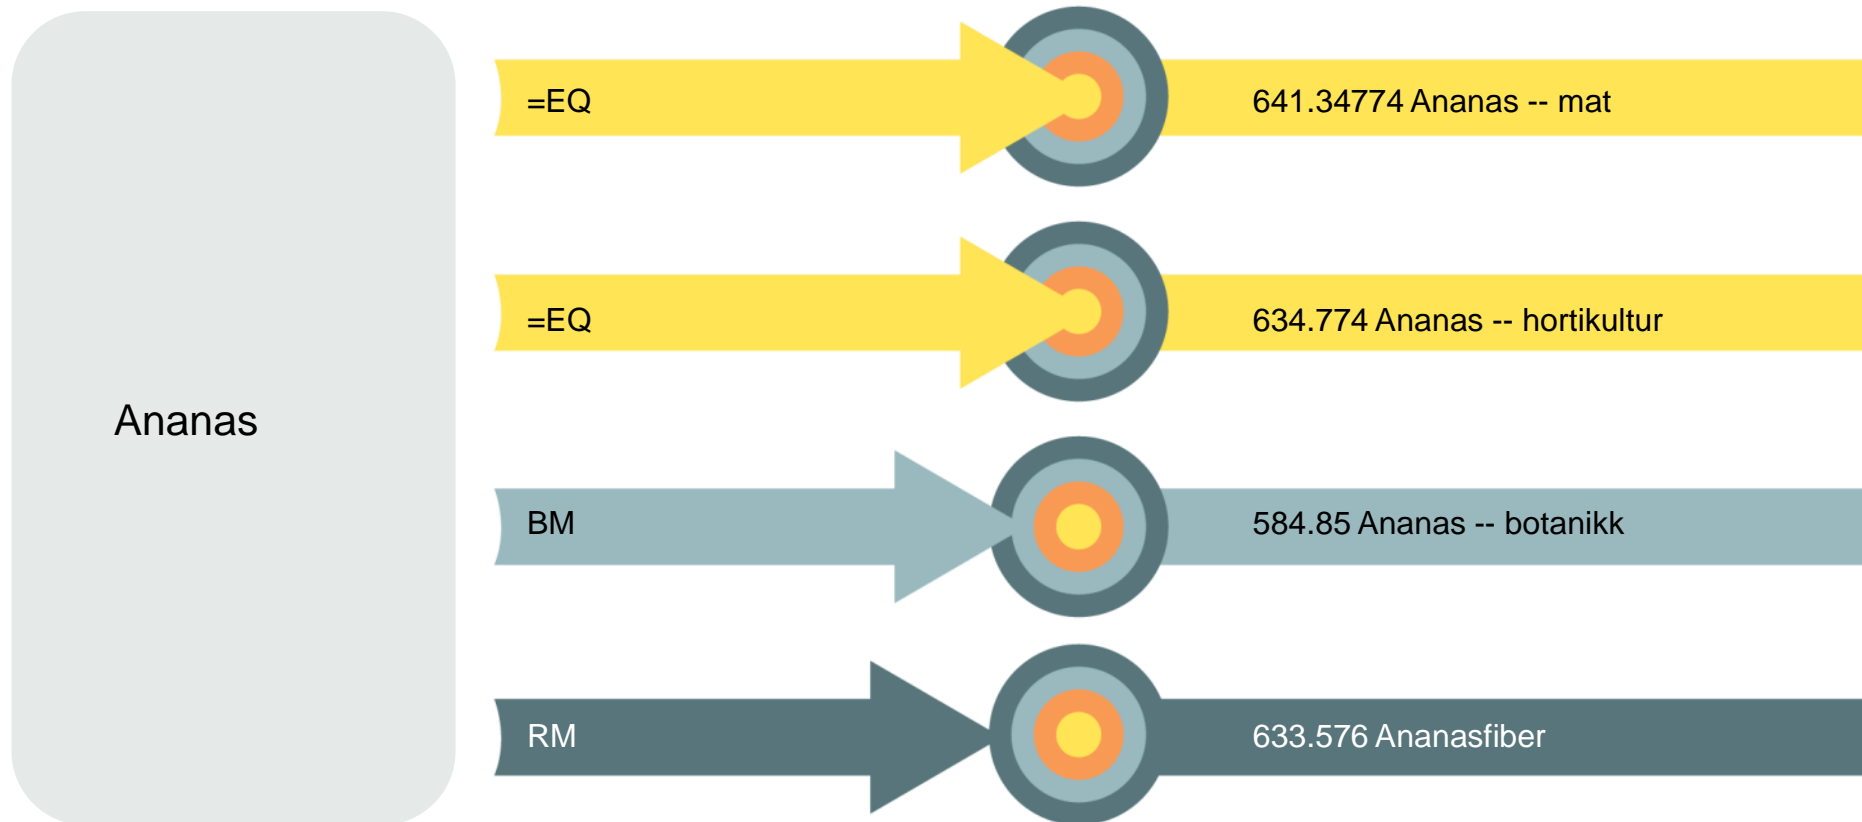 Ananas
=EQ
641.34774 Ananas -- mat
=EQ
634.774 Ananas -- hortikultur
BM
584.85 Ananas -- botanikk
RM
633.576 Ananasfiber